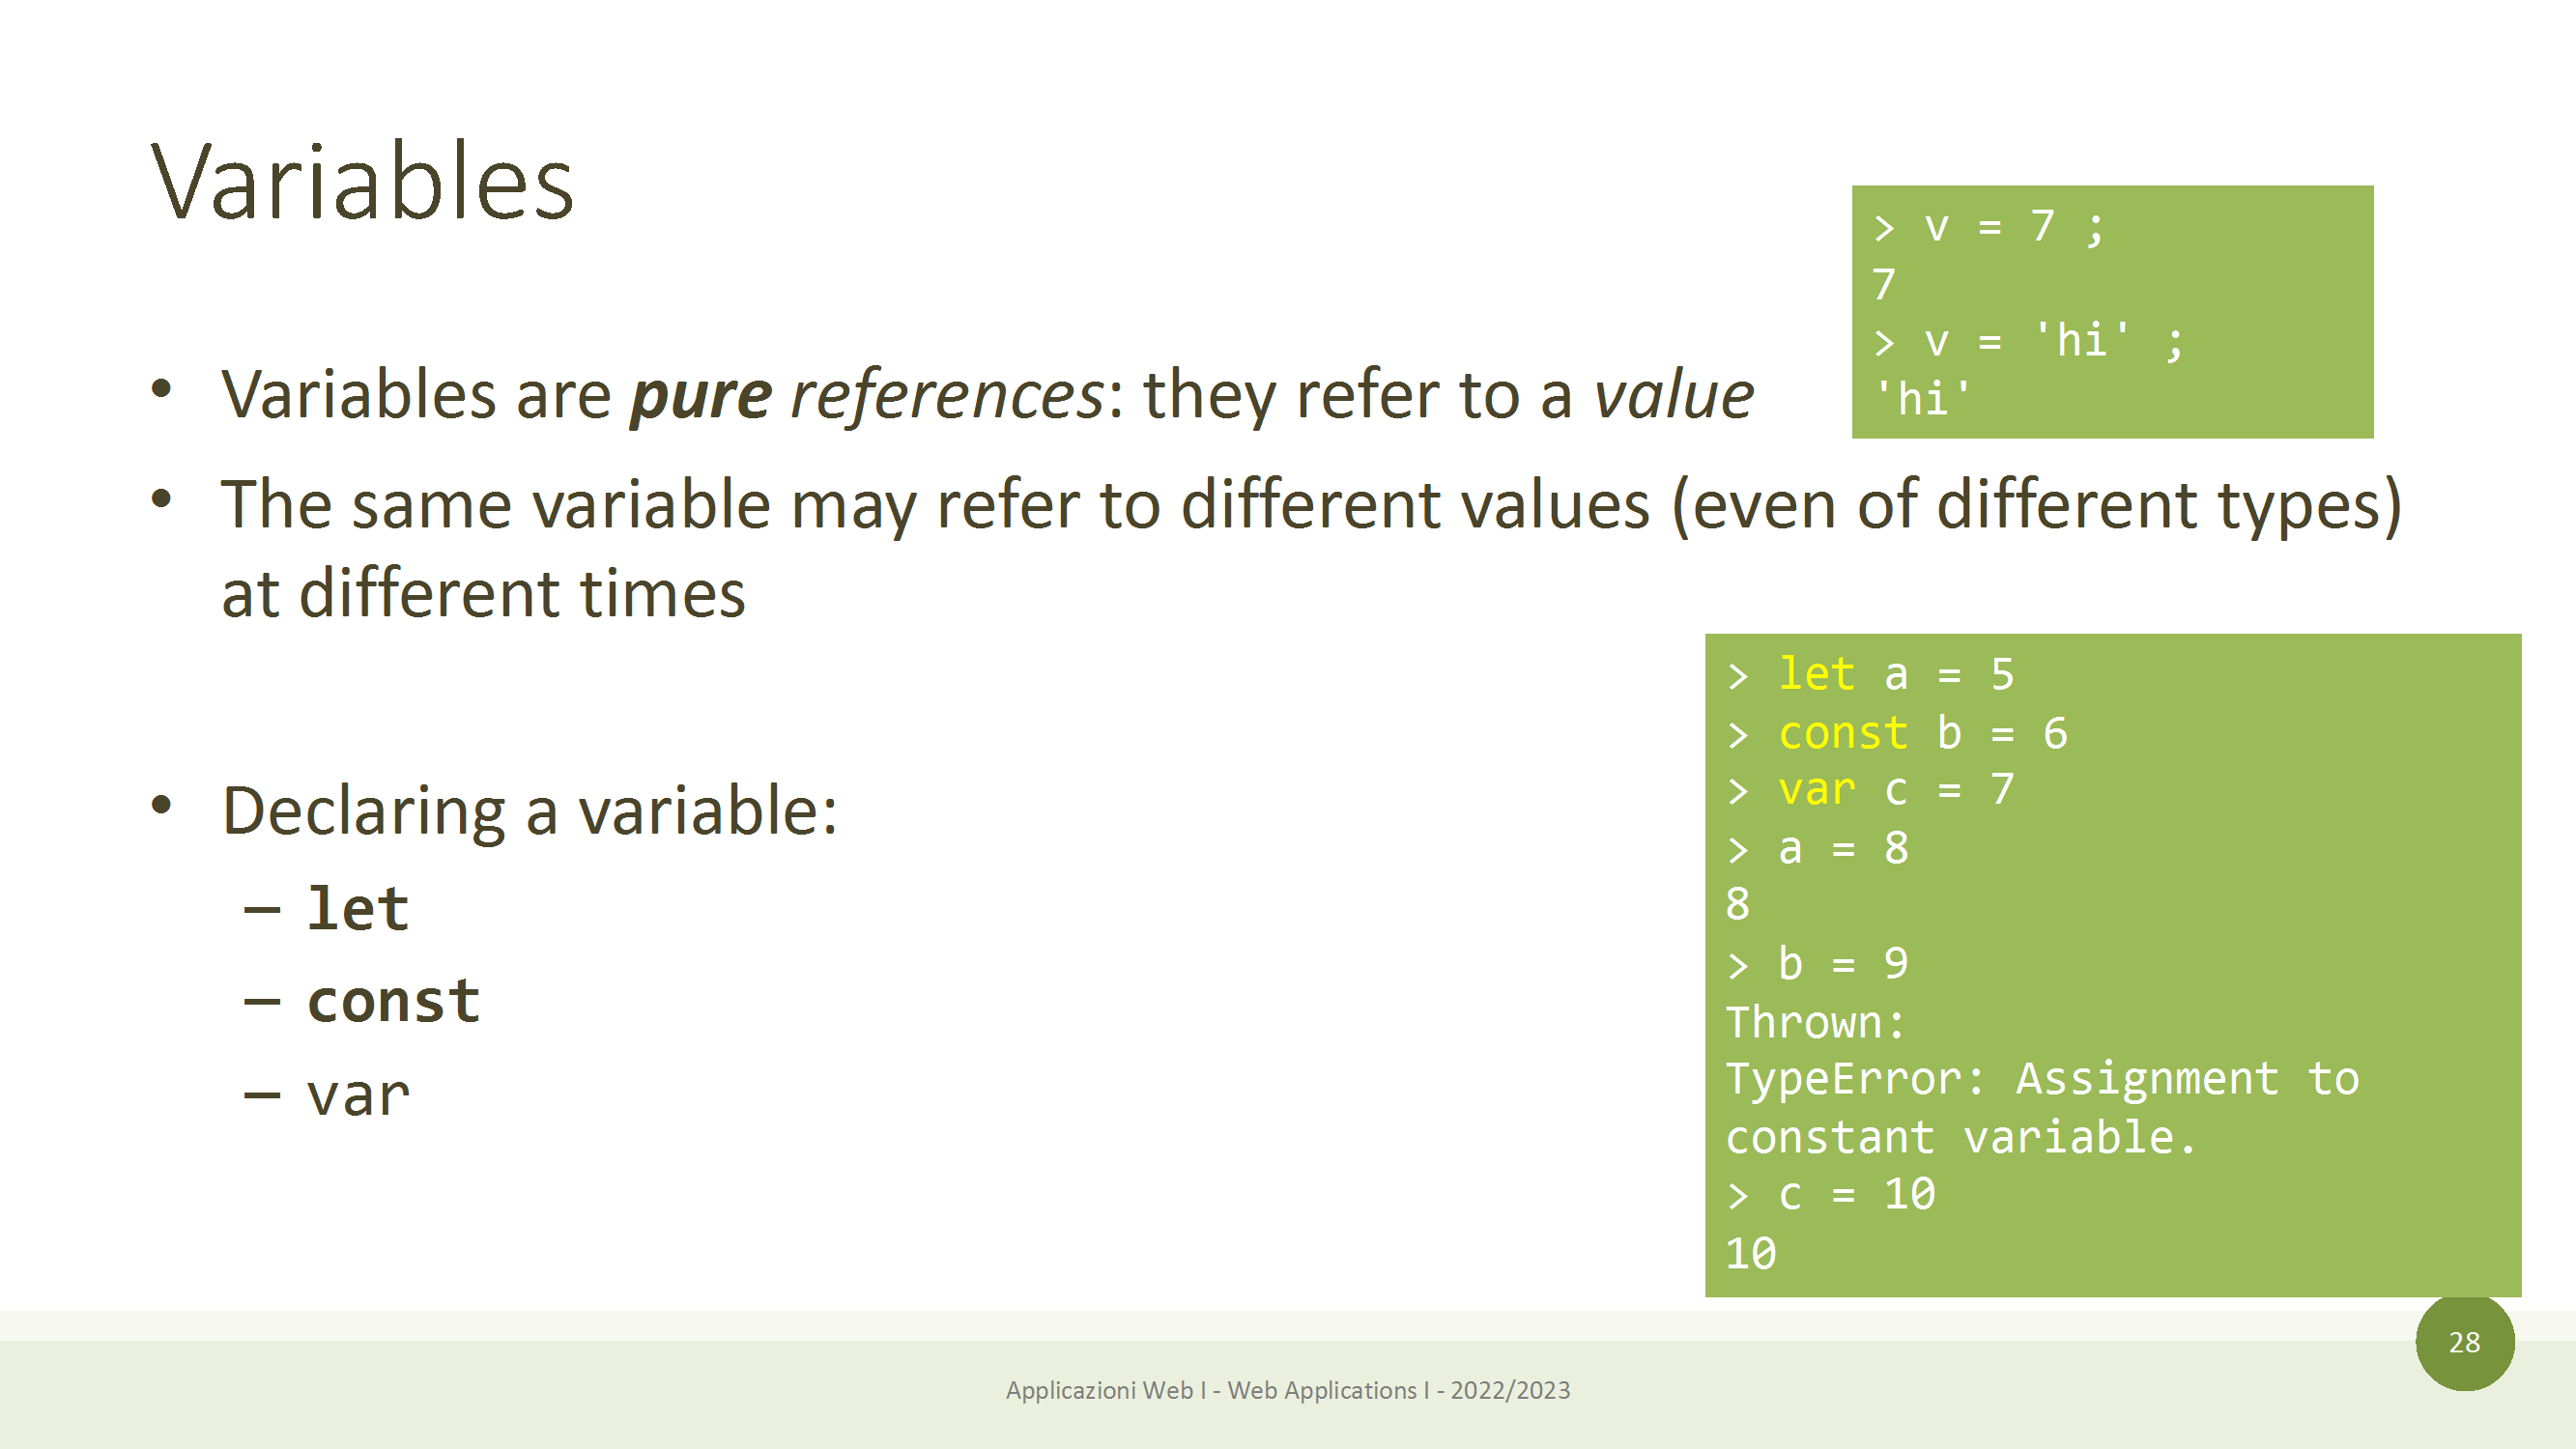 Variables
> v = 7 ;
7
> v = 'hi' ;
'hi'
• Variables are pure references: they refer to a value
• The same variable may refer to different values (even of different types)
at different times
• Declaring a variable:
– let
– const
– var
> let a = 5
> const b = 6
> var c = 7
> a = 8
8
> b = 9
Thrown:
TypeError: Assignment to
constant variable.
> c = 10
10
28
Applicazioni Web I - Web Applications I - 2022/2023